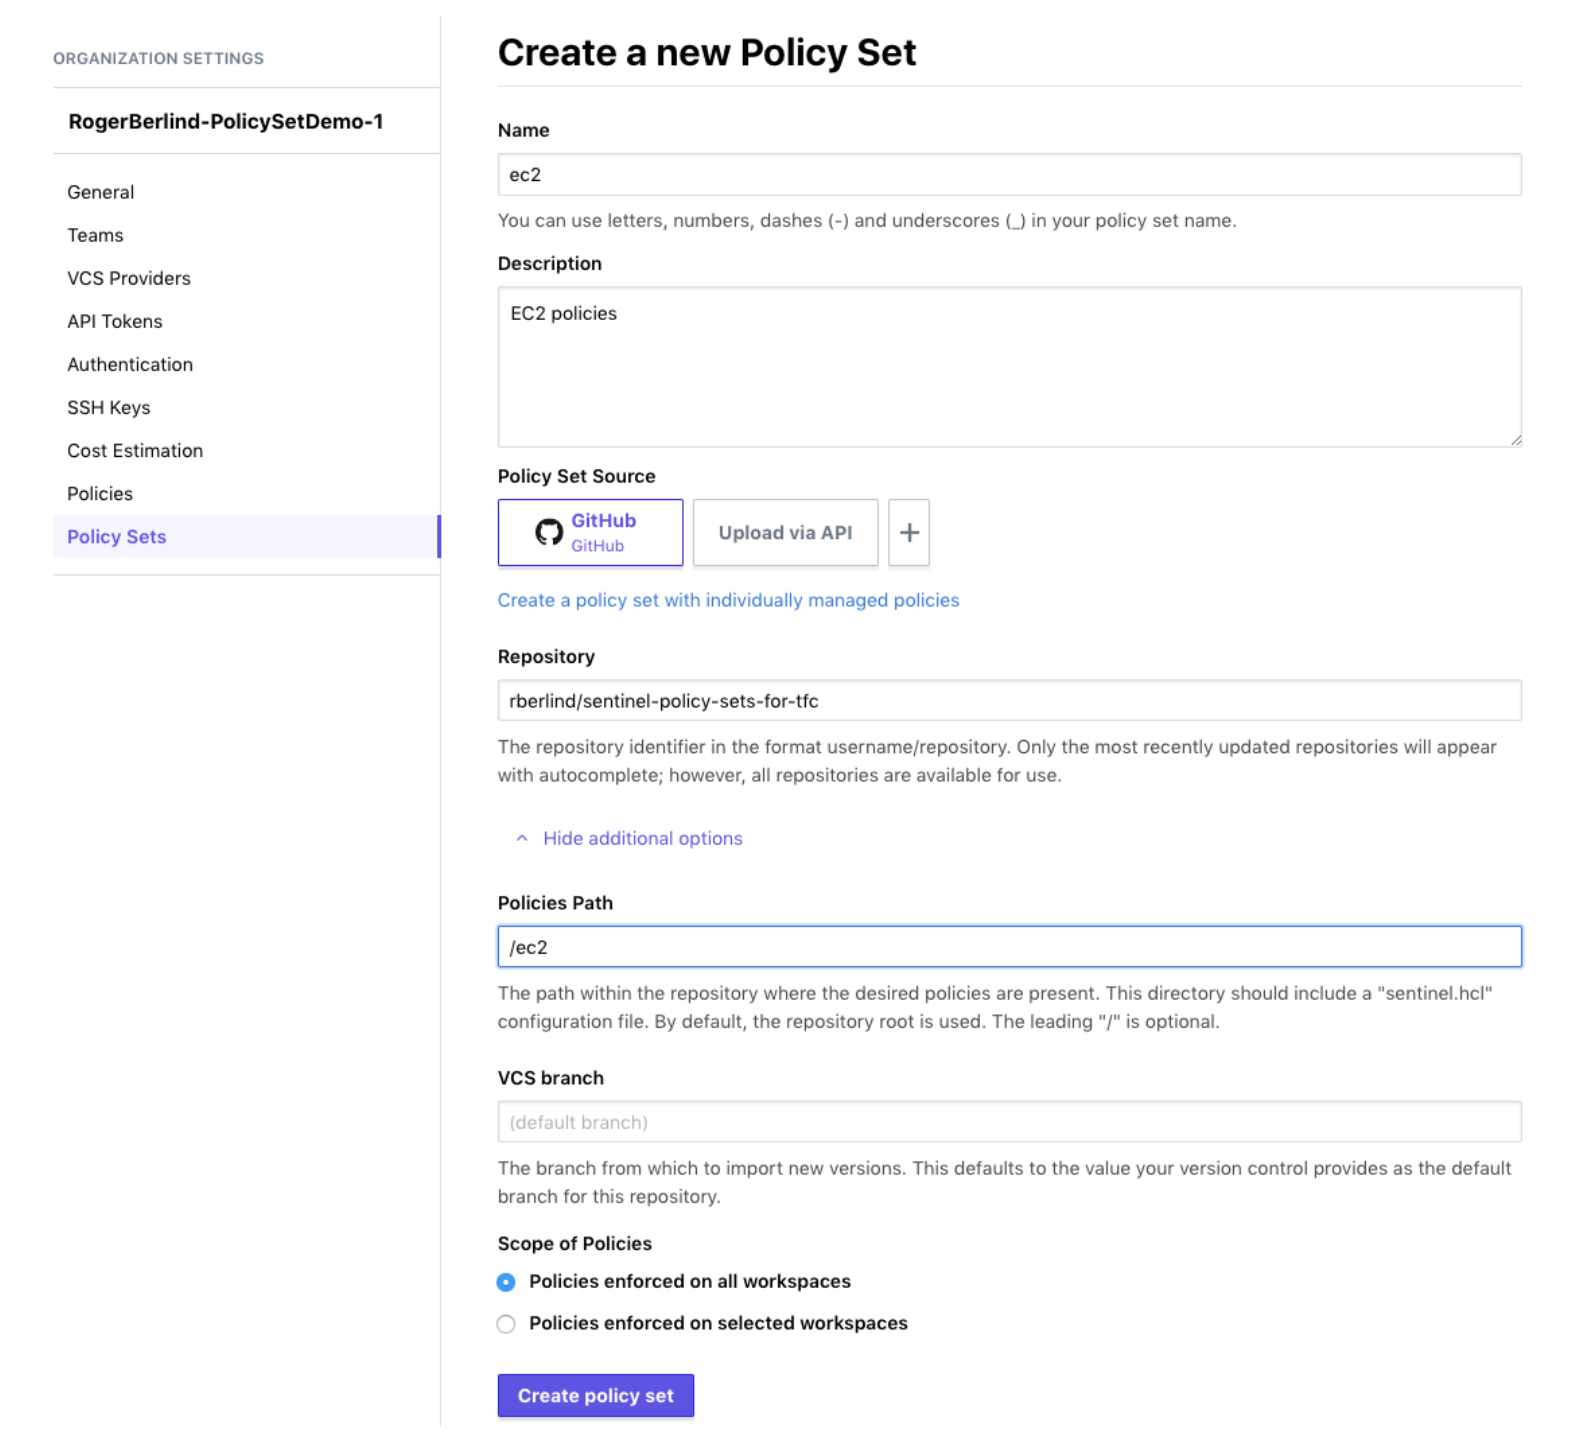 ORGANIZATION SETTINGS
RogerBerlind-PolicySetDemo-1
General
Teams
VCS Providers
API Tokens
Authentication
SSH Keys
Cost Estimation
Policies
Policy Sets
Create a new Policy Set
Name
ec2
You can use letters, numbers, dashes (-) and underscores (_) in your policy set name.
Description
EC2 policies
Policy Set Source
GitHub
GitHub
Upload via API
+
Create a policy set with individually managed policies
Repository
rberlind/sentinel-policy-sets-for-tfc
The repository identifier in the format username/repository. Only the most recently updated repositories will appear
with autocomplete; however, all repositories are available for use.
Hide additional options
Policies Path
/ec2
The path within the repository where the desired policies are present. This directory should include a "sentinel.hcl"
configuration file. By default, the repository root is used. The leading "/" is optional.
VCS branch
(default branch)
The branch from which to import new versions. This defaults to the value your version control provides as the default
branch for this repository.
Scope of Policies
Policies enforced on all workspaces
Policies enforced on selected workspaces
Create policy set